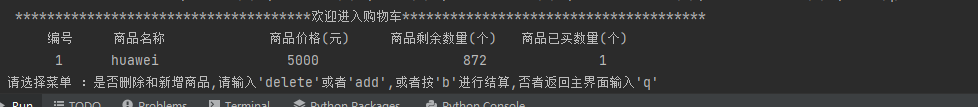 *************************************欢迎进入购物车**************************************
编号 商品名称 商品价格(元) 商品剩余数量(个) 商品已买数量(个)
1 huawei 5000 872 1
请选择菜单 : 是否删除和新增商品,请输入'delete'或者'add',或者按'b'进行结算,否者返回主界面输入'q'
Run TODO Problems Terminal Python Packages Python Console